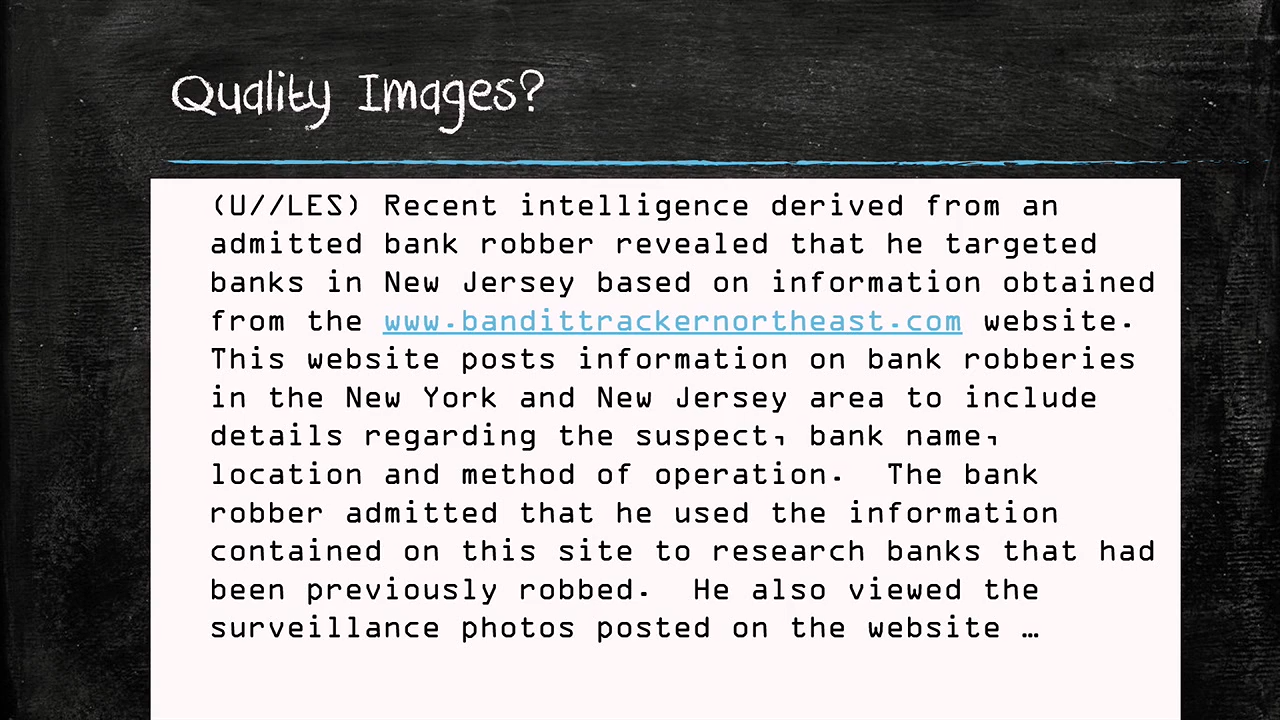 Quality Images?
(U//LES) Recent intelligence derived from an
admitted bank robber revealed that he targeted
banks in New Jersey based on information obtained
from the www.bandittrackernortheast.com website.
This website posts information on bank robberies
in the New York and New Jersey area to include
details regarding the suspect, bank name,
location and method of operation.  The bank
robber admitted that he used the information
contained on this site to research banks that had
been previously robbed.  He also viewed the
surveillance photos posted on the website …